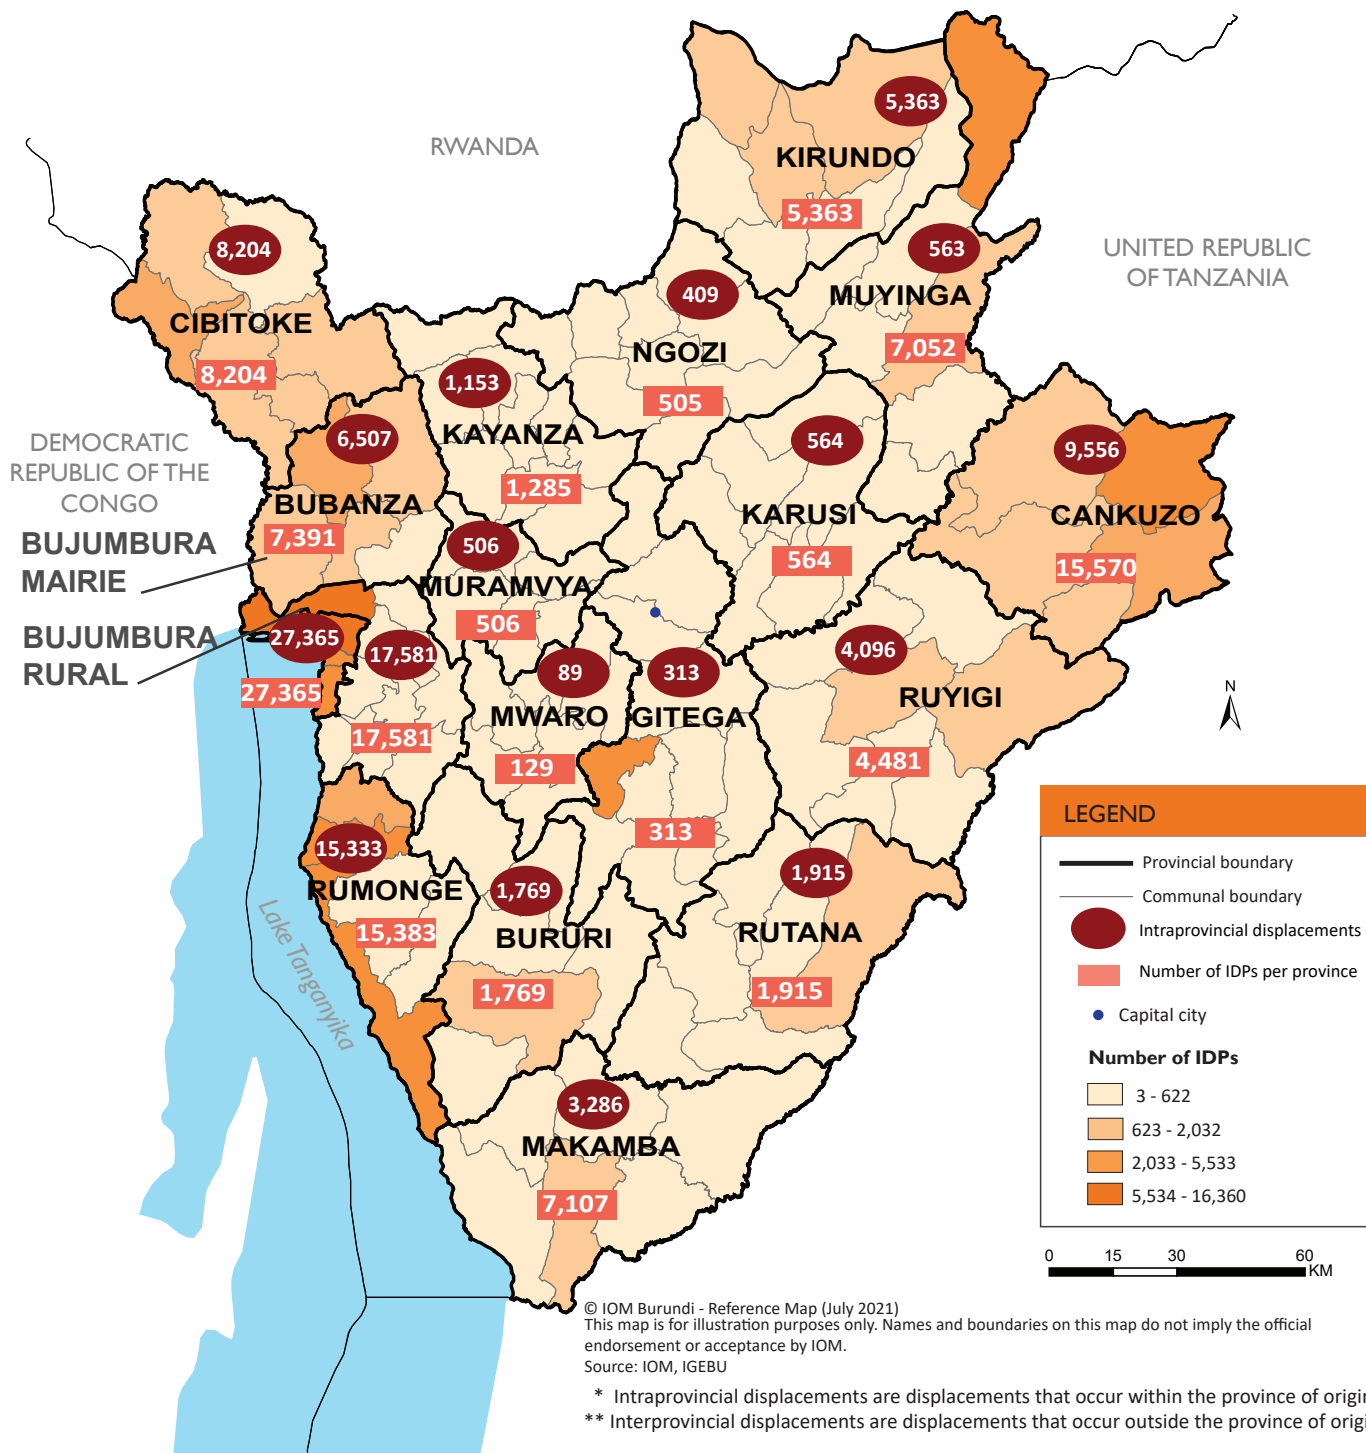 5,363
RWANDA
KIRUNDO
5,363
8,204
563
UNITED REPUBLIC
OF TANZANIA
409
MUYINGA
CIBITOKE
NGOZI
7,052
8,204
1,153
505
6,507
KAYANZA
564
9,556
DEMOCRATIC
REPUBLIC OF THE
CONGO
1,285
BUBANZA
KARUSI
CANKUZO
7,391
506
BUJUMBURA
MAIRIE
564
15,570
MURAMVYA
506
BUJUMBURA
RURAL
27,365
17,581
4,096
89
313
27,365
RUYIGI
N
MWARO
GITEGA
17,581
129
4,481
LEGEND
313
15,333
Provincial boundary
1,915
RUMONGE
1,769
Communal boundary
Lake Tanganyika
15,383
BURURI
RUTANA
Intraprovincial displacements
Number of IDPs per province
1,769
1,915
Capital city
Number of IDPs
3 - 622
3,286
623 - 2,032
MAKAMBA
2,033 - 5,533
7,107
5,534 - 16,360
0 15 30 60
KM
© IOM Burundi - Reference Map (July 2021)
This map is for illustration purposes only. Names and boundaries on this map do not imply the official
endorsement or acceptance by IOM.
Source: IOM, IGEBU
* Intraprovincial displacements are displacements that occur within the province of origin
** Interprovincial displacements are displacements that occur outside the province of origi